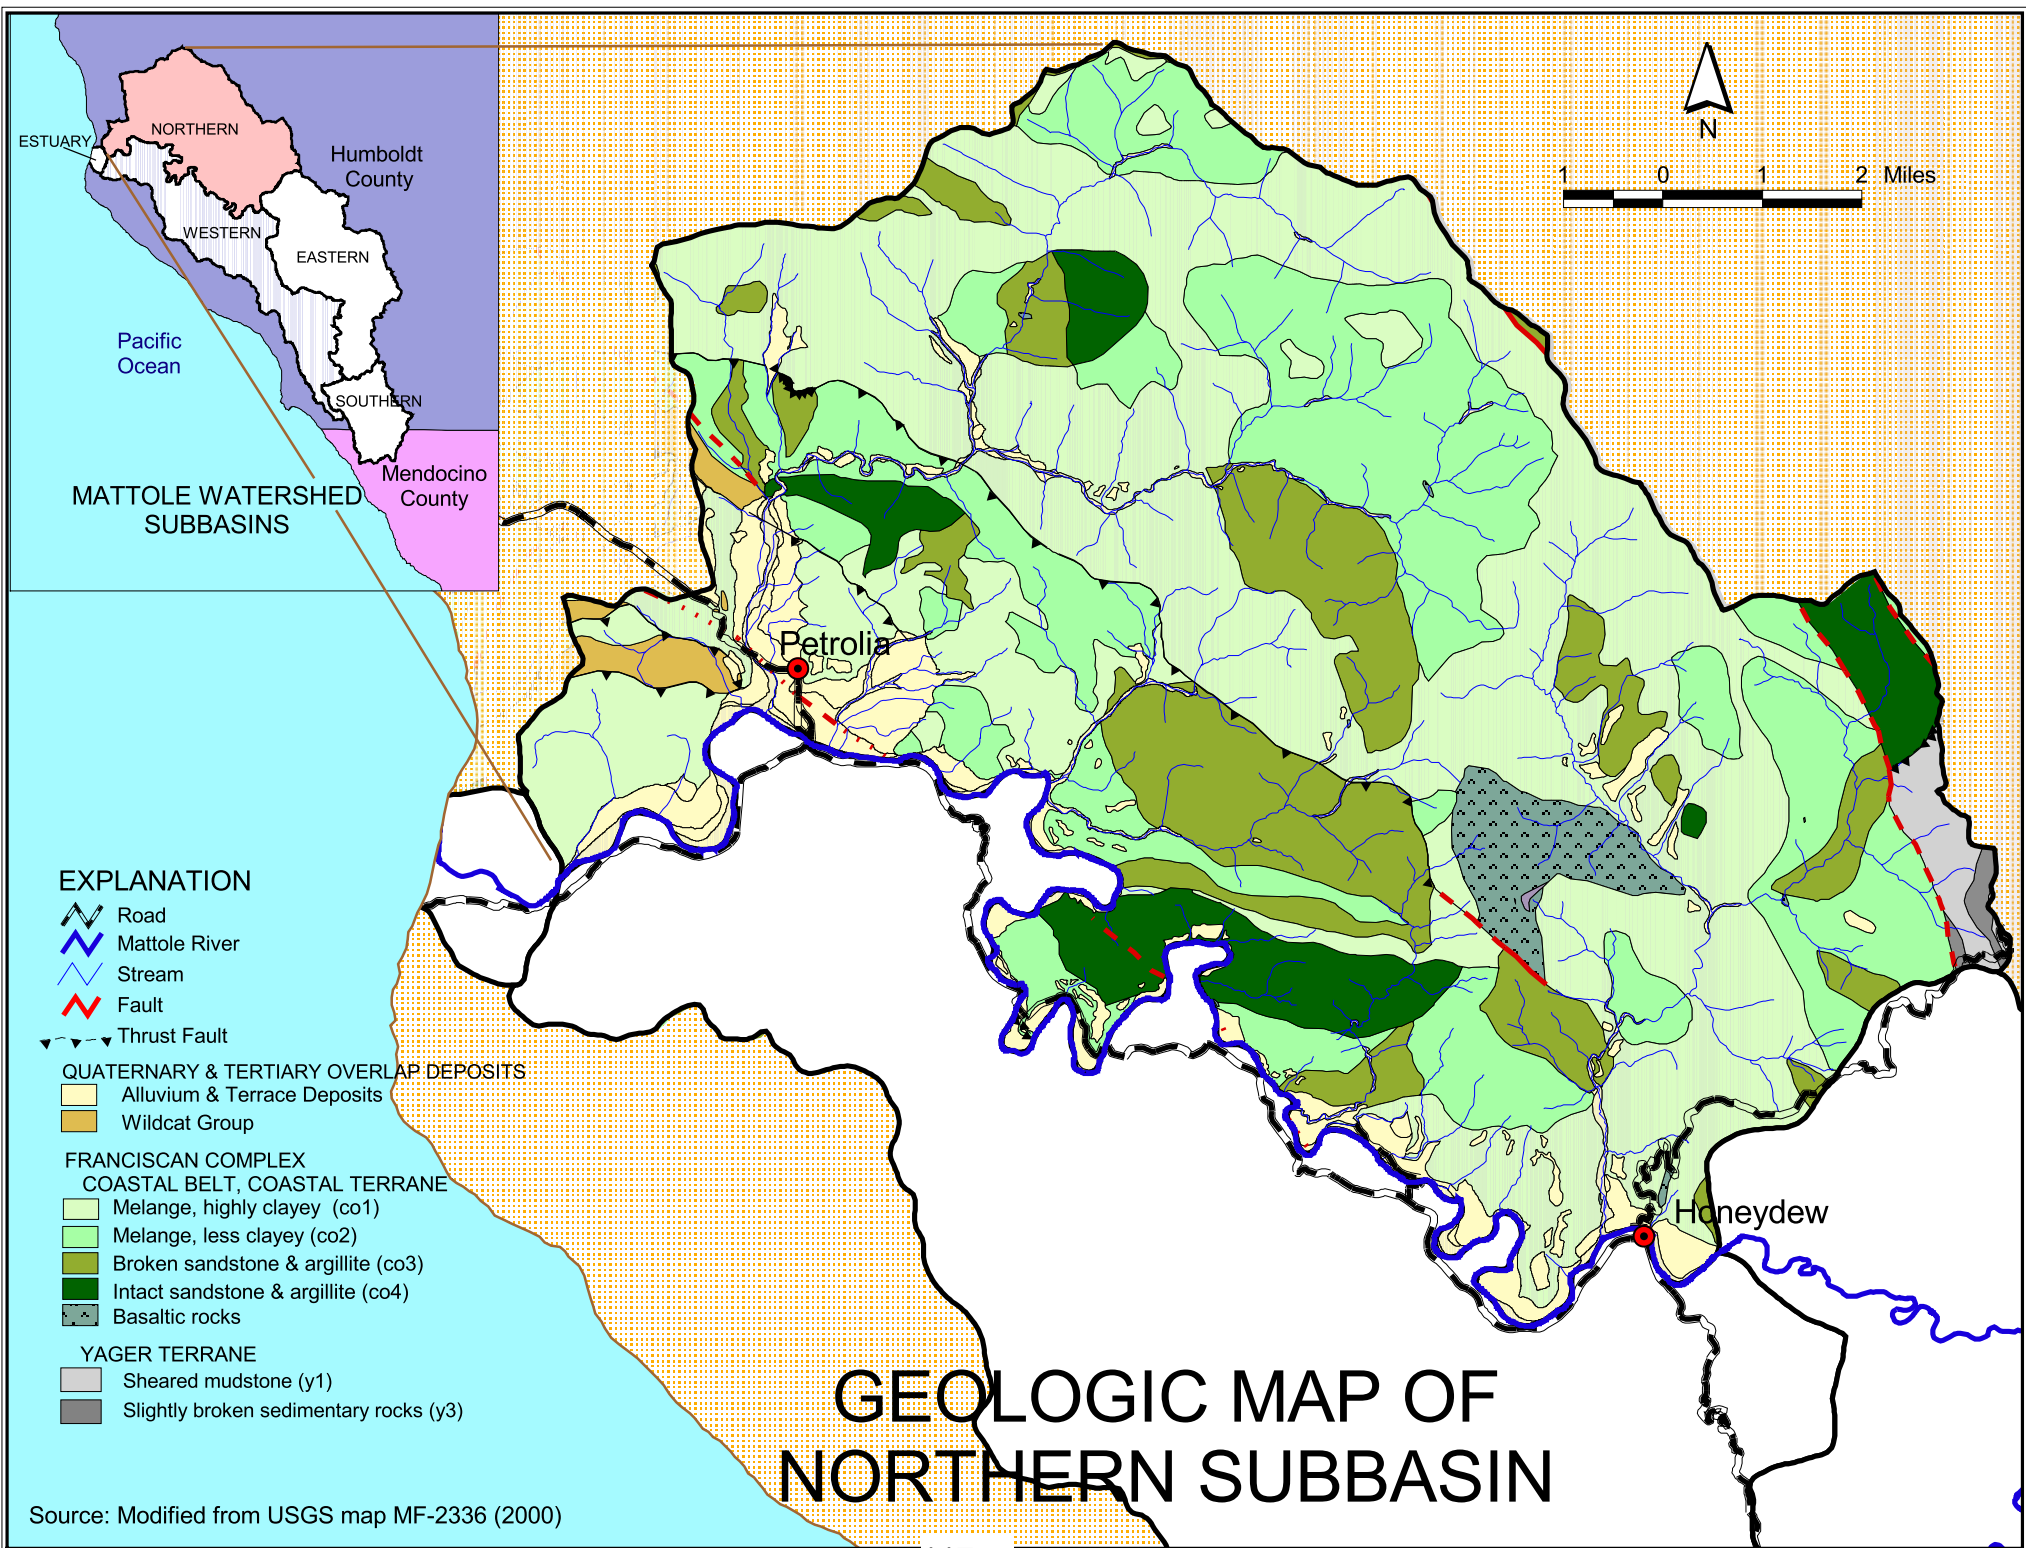 ESTUARY
NORTHERN
Humboldt
County
WESTERN
EASTERN
Pacific
Ocean
SOUTHERN
Mendocino
County
MATTOLE WATERSHED
SUBBASINS
N
1 0 1 2 Miles
Petrolia
Honeydew
EXPLANATION
Road
Mattole River
Stream
Fault
Thrust Fault
QUATERNARY & TERTIARY OVERLAP DEPOSITS
Alluvium & Terrace Deposits
Wildcat Group
FRANCISCAN COMPLEX
COASTAL BELT, COASTAL TERRANE
Melange, highly clayey (co1)
Melange, less clayey (co2)
Broken sandstone & argillite (co3)
Intact sandstone & argillite (co4)
Basaltic rocks
YAGER TERRANE
Sheared mudstone (y1)
Slightly broken sedimentary rocks (y3)
GEOLOGIC MAP OF
NORTHERN SUBBASIN
Source: Modified from USGS map MF-2336 (2000)